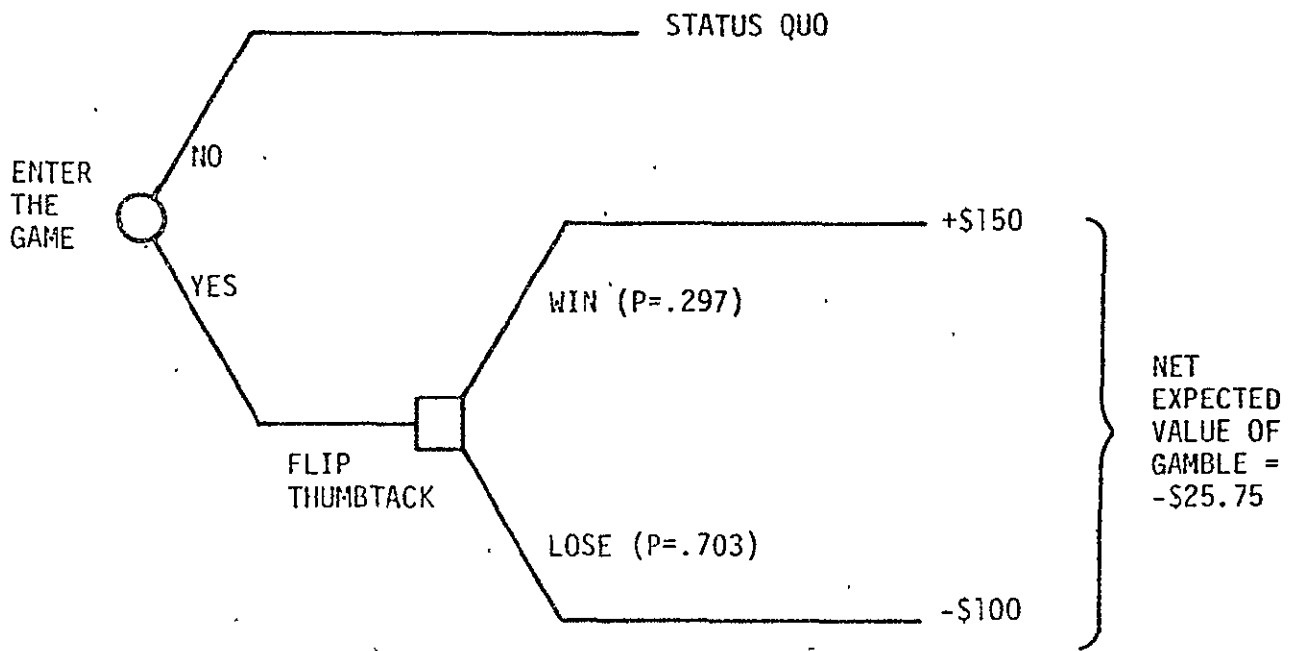 STATUS QUO
NO
ENTER
THE
GAME
YES
+$150
WIN (P=.297)
NET
EXPECTED
VALUE OF
GAMBLE =
-$25.75
FLIP
THUMBTACK
LOSE (P=.703)
-$100